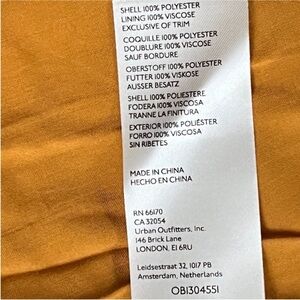 SHELL 100% POLYESTER
LINING 100% VISCOSE
EXCLUSIVE OF TRIM
COQUILLE 100% POLYESTER
DOUBLURE 100% VISCOSE
SAUF BORDURE
OBERSTOFF 100% POLYESTER
FUTTER 100% VISKOSE
AUSSER BESATZ
SHELL 100% POLIESTERE
FODERA 100% VISCOSA
TRANNE LA FINITURA
EXTERIOR 100% POLIÉSTER
FORRO 100% VISCOSA
SIN RIBETES
MADE IN CHINA
HECHO EN CHINA
RN 66170
CA 32054
Urban Outfitters, Inc.
146 Brick Lane
LONDON, E1 6RU
Leidsestraat 32, 1017 PB
Amsterdam, Netherlands
OB1304551